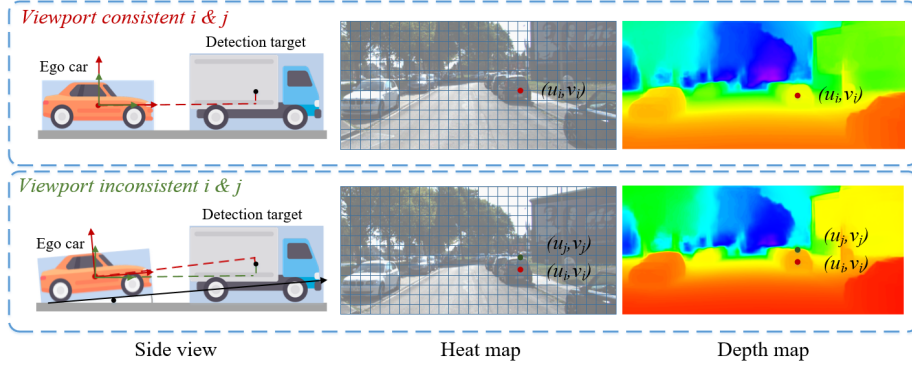 Viewport consistent i & j
Detection target
Ego car
(uᵢ,vᵢ)
(uᵢ,vᵢ)
Viewport inconsistent i & j
Detection target
Ego car
(uⱼ,vⱼ)
(uᵢ,vᵢ)
(uⱼ,vⱼ)
(uᵢ,vᵢ)
Side view
Heat map
Depth map